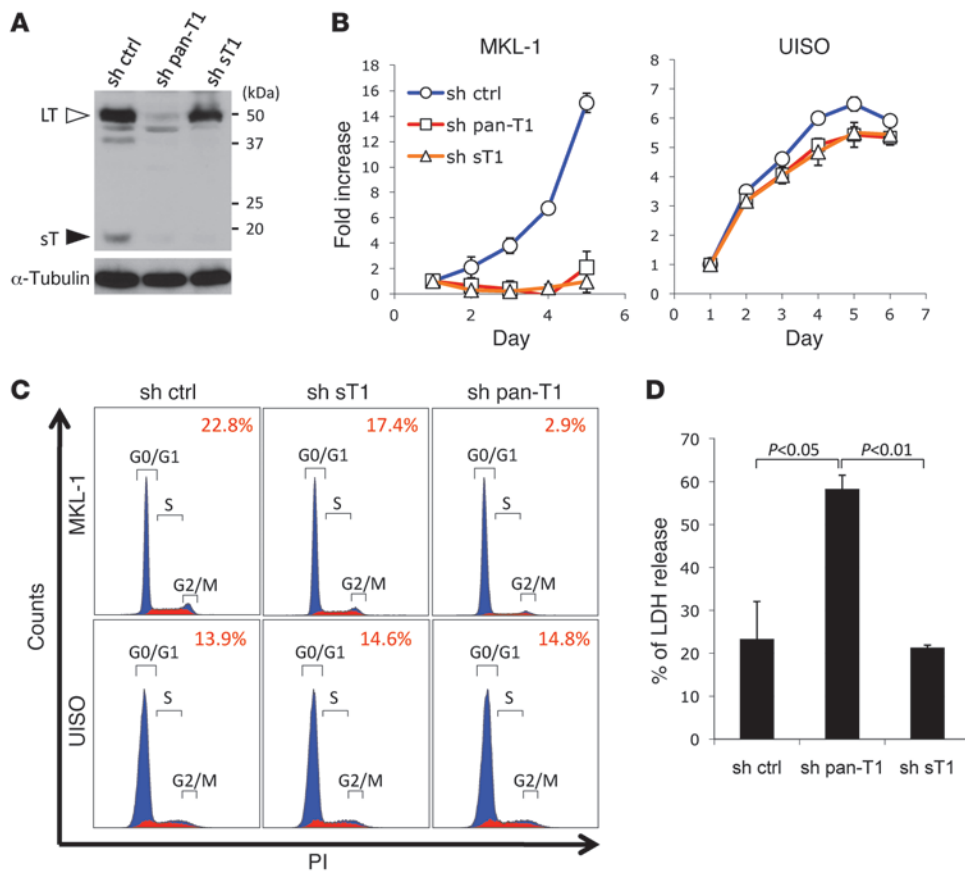 A
sh ctrl
sh pan-T1
sh sT1
(kDa)
LT
50
37
25
20
sT
α-Tubulin
B
MKL-1
Fold increase
18
16
14
12
10
8
6
4
2
0
sh ctrl
sh pan-T1
sh sT1
0 2 4 6
Day
UISO
8
7
6
5
4
3
2
1
0
0 1 2 3 4 5 6 7
Day
C
sh ctrl
sh sT1
sh pan-T1
Counts
MKL-1
22.8%
G0/G1
S
G2/M
17.4%
G0/G1
S
G2/M
2.9%
G0/G1
S
G2/M
UISO
13.9%
G0/G1
S
G2/M
14.6%
G0/G1
S
G2/M
14.8%
G0/G1
S
G2/M
PI
D
% of LDH release
70
60
50
40
30
20
10
0
P<0.05
P<0.01
sh ctrl
sh pan-T1
sh sT1